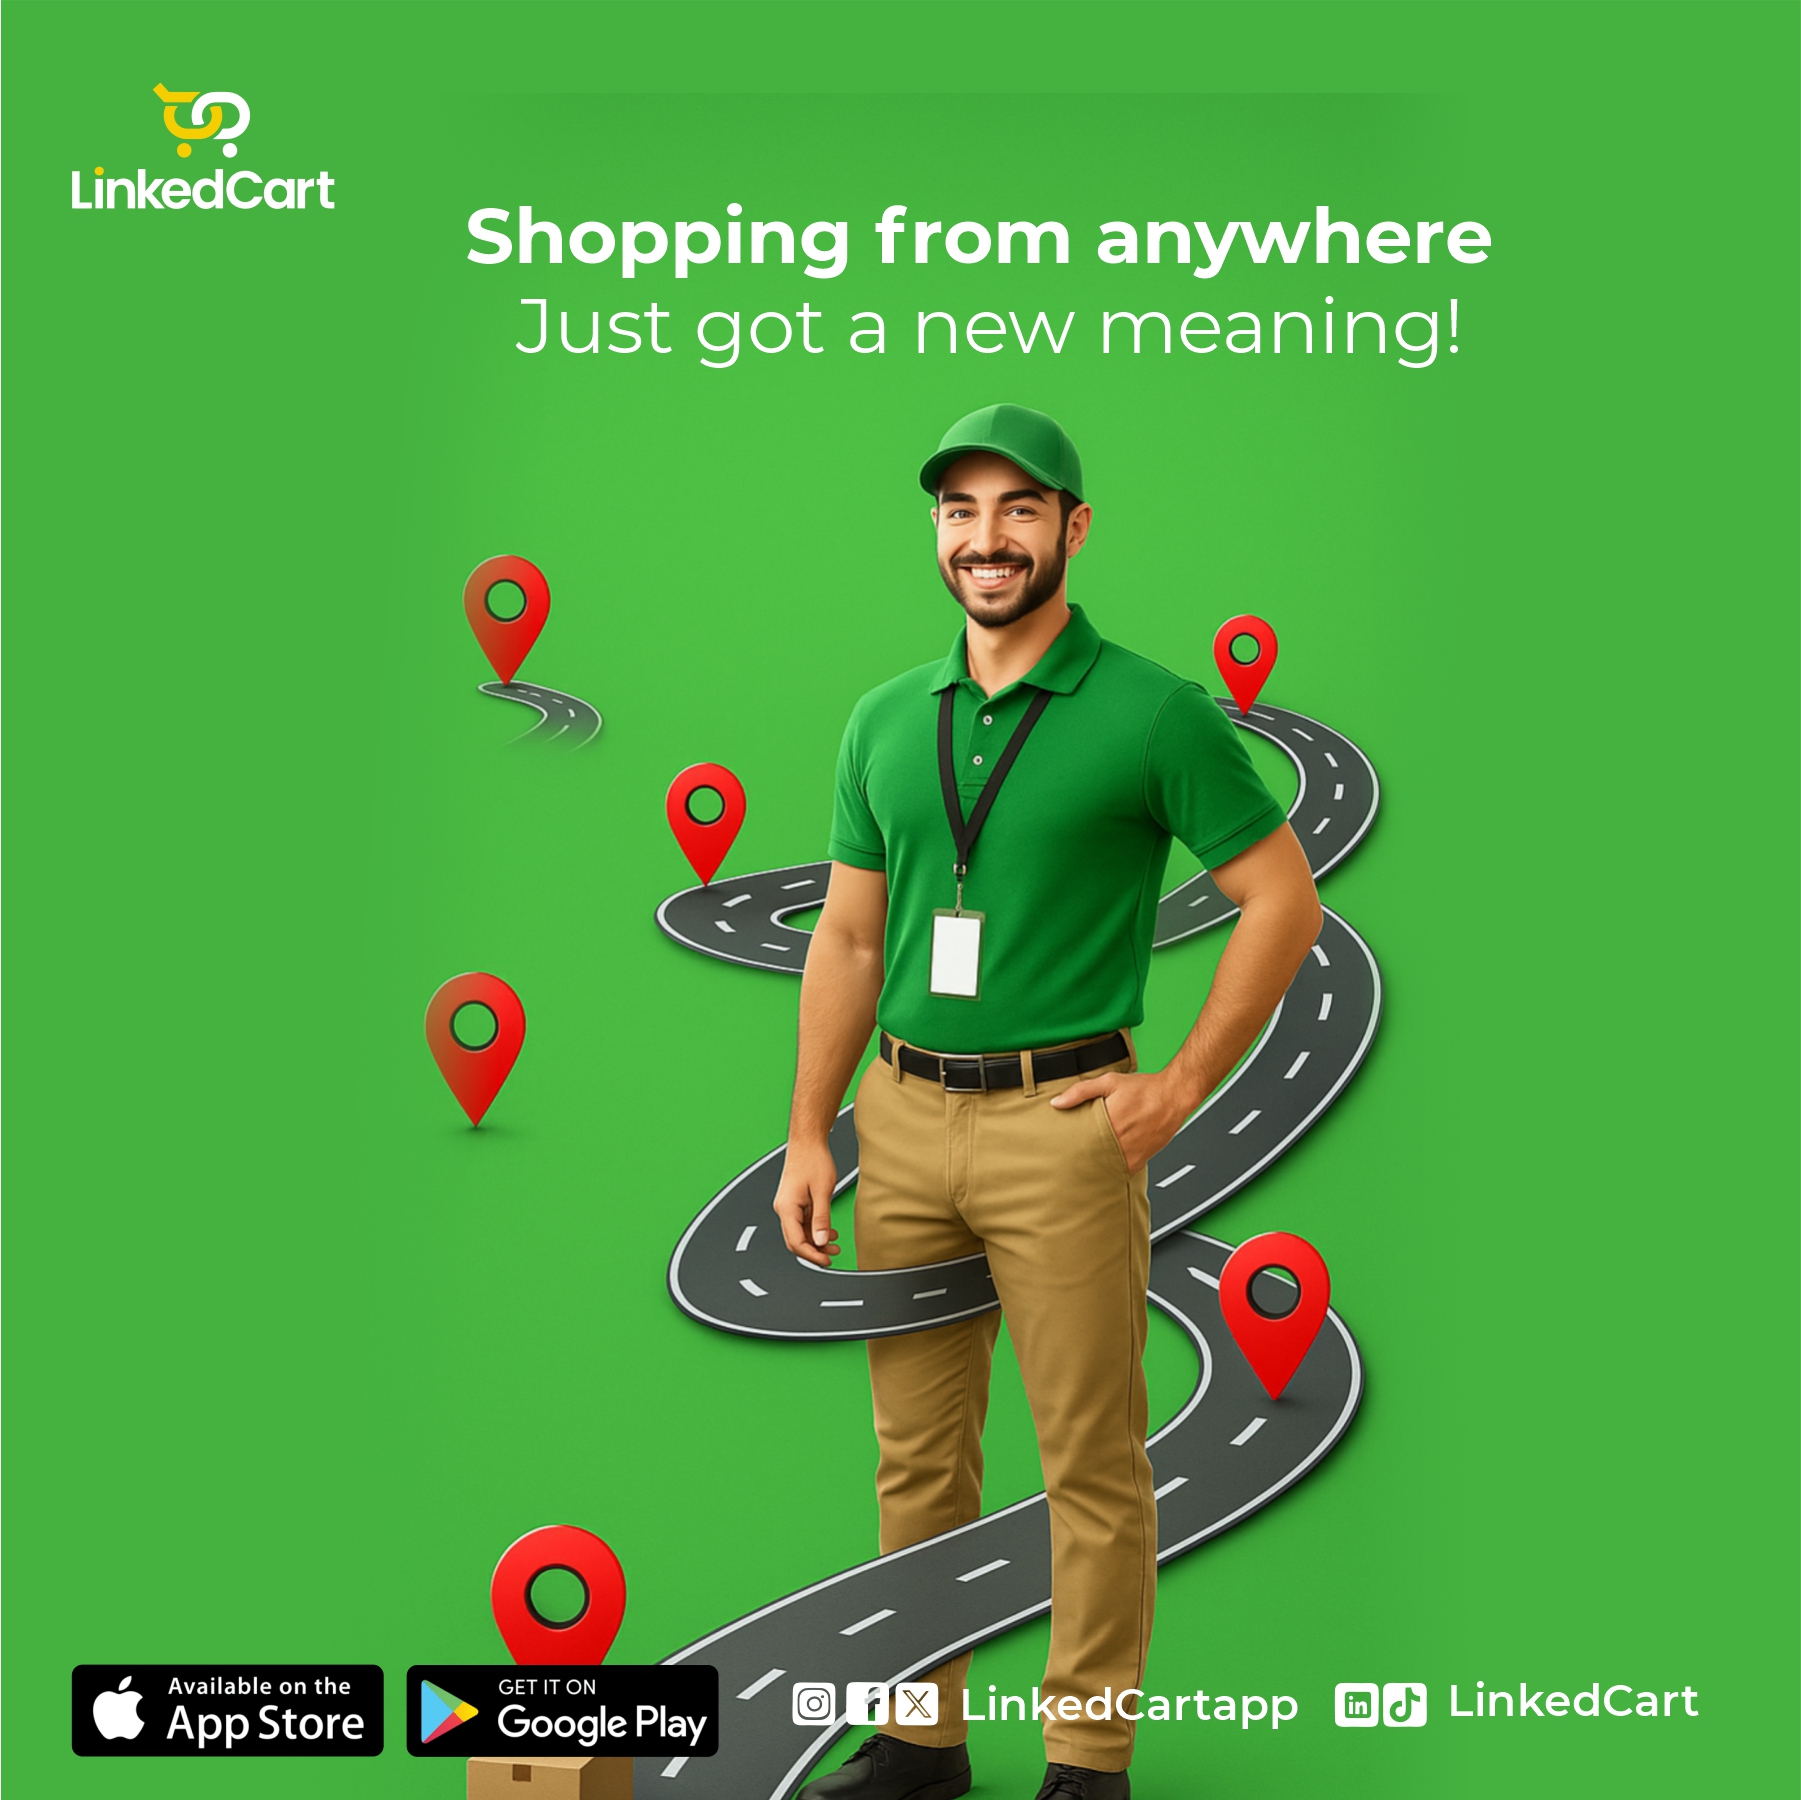 LinkedCart
Shopping from anywhere
Just got a new meaning!
Available on the
App Store
GET IT ON
Google Play
LinkedCartapp
LinkedCart